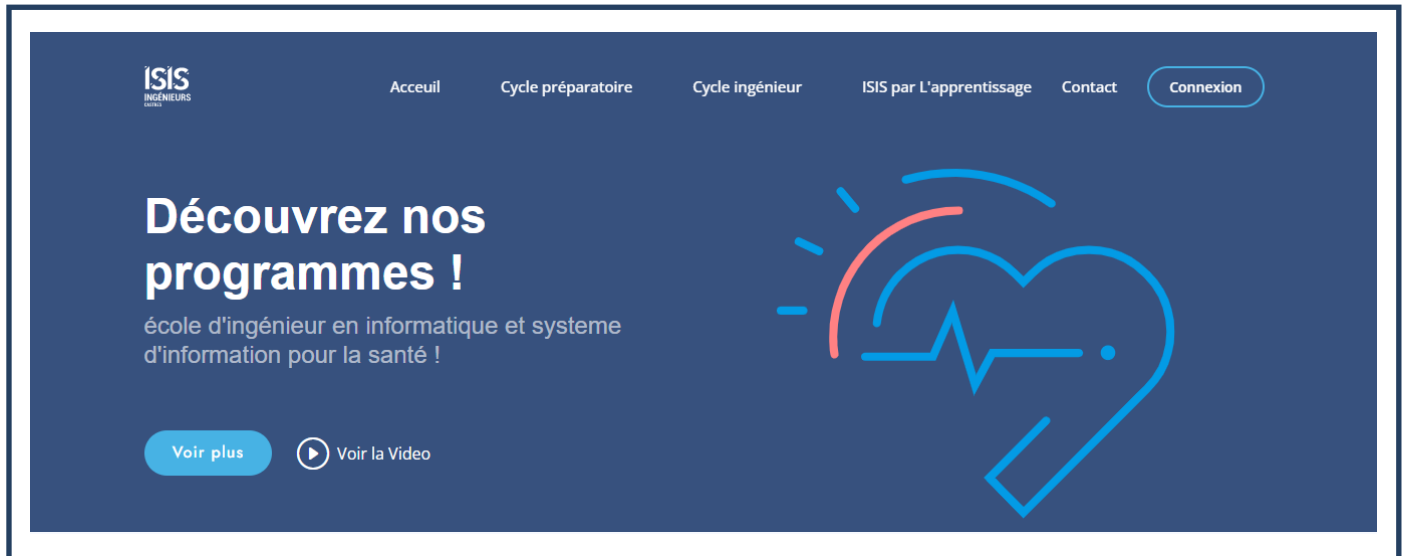 ISIS
INGÉNIEURS
CASTRES
Acceuil Cycle préparatoire Cycle ingénieur ISIS par L'apprentissage Contact Connexion
Découvrez nos
programmes !
école d'ingénieur en informatique et systeme
d'information pour la santé !
Voir plus Voir la Video